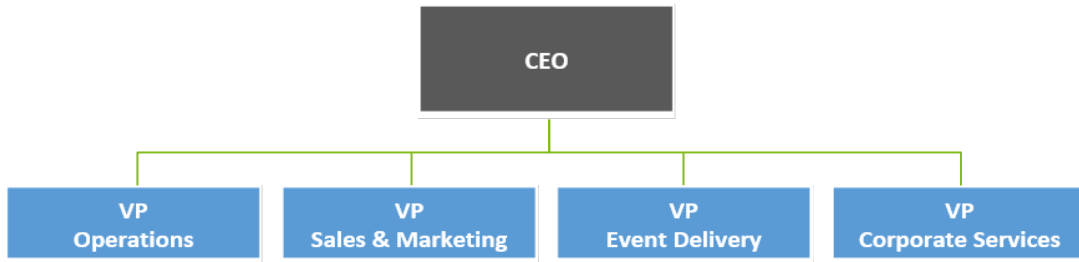 CEO
VP
Operations
VP
Sales & Marketing
VP
Event Delivery
VP
Corporate Services